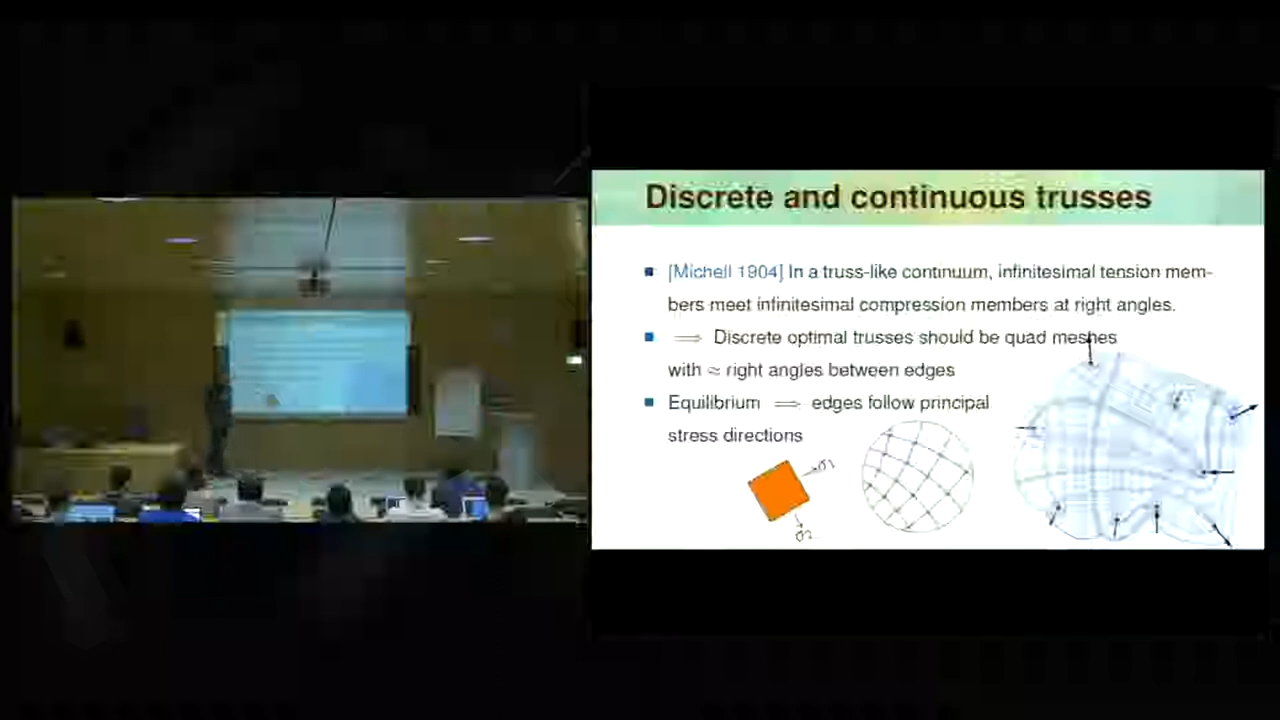 Discrete and continuous trusses
[Michell 1904] In a truss-like continuum, infinitesimal tension mem-
bers meet infinitesimal compression members at right angles.
⟹ Discrete optimal trusses should be quad meshes
with ≈ right angles between edges
Equilibrium ⟹ edges follow principal
stress directions
σ1
σ2